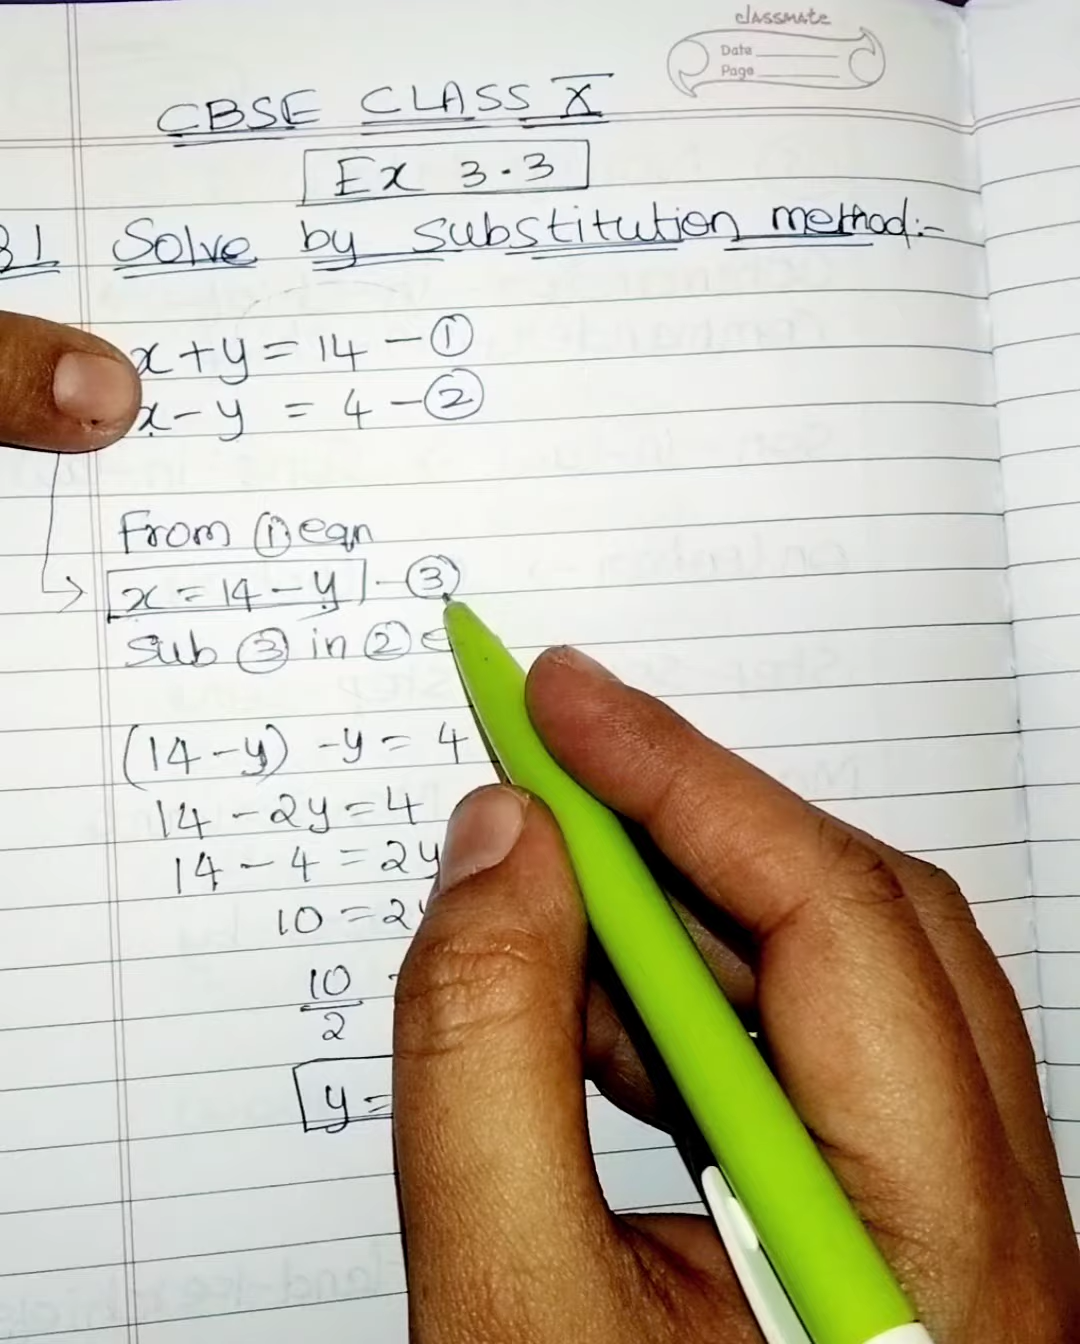 classmate
Date
Page
CBSE CLASS X
Ex 3.3
Solve by substitution method:-
x + y = 14 - ①
x - y = 4 - ②
From ① eqn
x = 14 - y - ③
Sub ③ in ②
(14 - y) - y = 4
14 - 2y = 4
14 - 4 = 2y
10 = 2y
10
2
y =